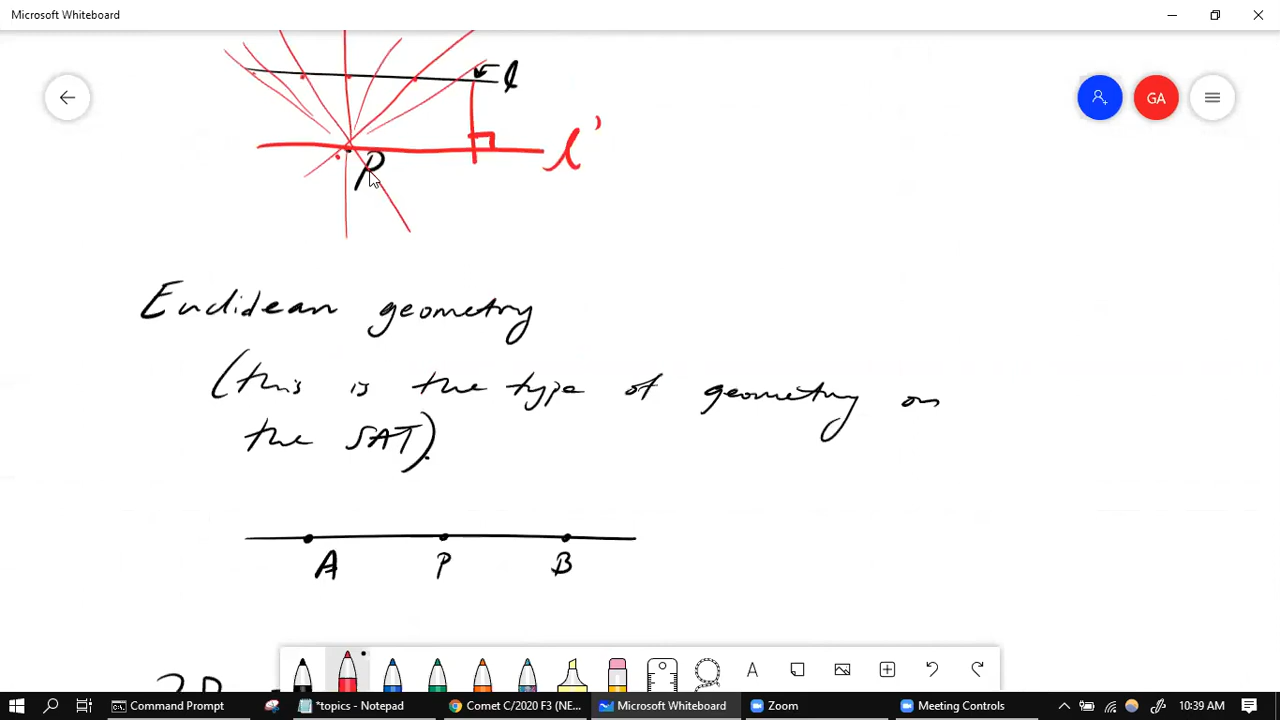 Microsoft Whiteboard
GA
l
l'
P
Euclidean geometry
(this is the type of geometry on
the SAT).
A P B
A
Command Prompt
*topics - Notepad
Comet C/2020 F3 (NE...
Microsoft Whiteboard
Zoom
Meeting Controls
10:39 AM